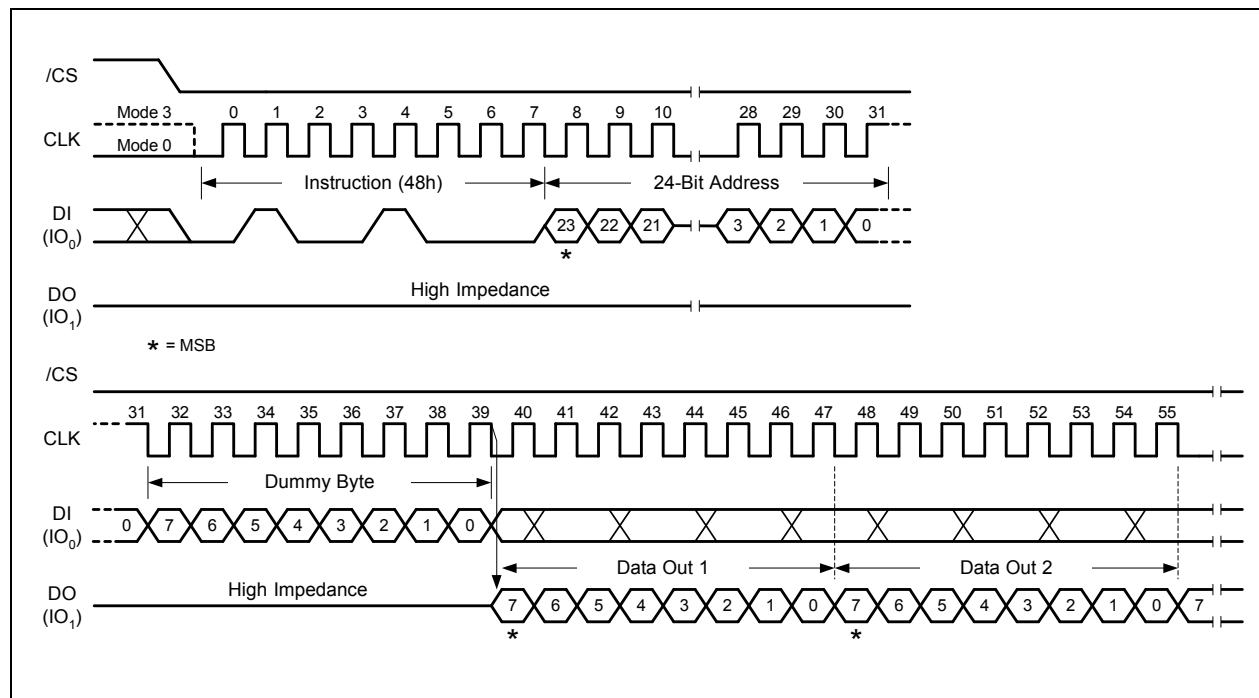 /CS
Mode 3 0 1 2 3 4 5 6 7 8 9 10 28 29 30 31
CLK
Mode 0
Instruction (48h) 24-Bit Address
DI
(IO0)
23 22 21 3 2 1 0
*
High Impedance
DO
(IO1)
* = MSB
/CS
31 32 33 34 35 36 37 38 39 40 41 42 43 44 45 46 47 48 49 50 51 52 53 54 55
CLK
Dummy Byte
DI
(IO0)
0 7 6 5 4 3 2 1 0
Data Out 1 Data Out 2
High Impedance
DO
(IO1)
7 6 5 4 3 2 1 0 7 6 5 4 3 2 1 0 7
* *